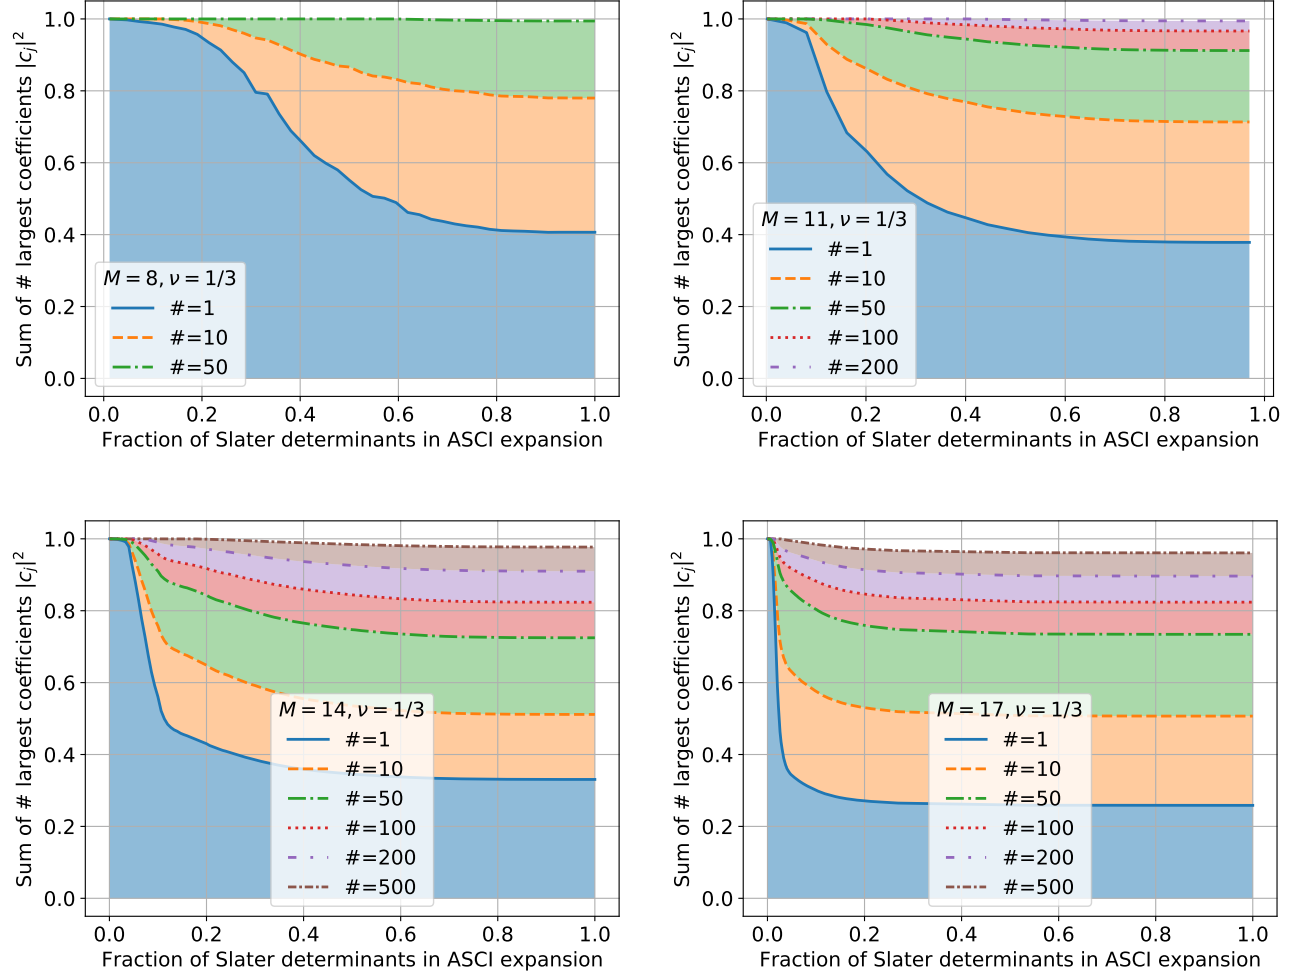 Sum of # largest coefficients |c_j|^2
1.0
0.8
0.6
0.4
0.2
0.0
M = 8, ν = 1/3
#=1
#=10
#=50
0.0 0.2 0.4 0.6 0.8 1.0
Fraction of Slater determinants in ASCI expansion
Sum of # largest coefficients |c_j|^2
1.0
0.8
0.6
0.4
0.2
0.0
M = 11, ν = 1/3
#=1
#=10
#=50
#=100
#=200
0.0 0.2 0.4 0.6 0.8 1.0
Fraction of Slater determinants in ASCI expansion
Sum of # largest coefficients |c_j|^2
1.0
0.8
0.6
0.4
0.2
0.0
M = 14, ν = 1/3
#=1
#=10
#=50
#=100
#=200
#=500
0.0 0.2 0.4 0.6 0.8 1.0
Fraction of Slater determinants in ASCI expansion
Sum of # largest coefficients |c_j|^2
1.0
0.8
0.6
0.4
0.2
0.0
M = 17, ν = 1/3
#=1
#=10
#=50
#=100
#=200
#=500
0.0 0.2 0.4 0.6 0.8 1.0
Fraction of Slater determinants in ASCI expansion